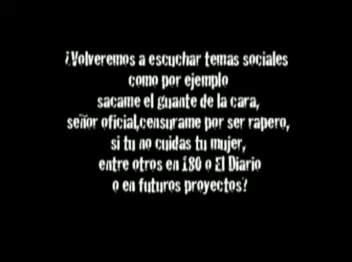 ¿Volveremos a escuchar temas sociales
como por ejemplo
sacame el guante de la cara,
señor oficial,censurame por ser rapero,
si tu no cuidas tu mujer,
entre otros en 180 o El Diario
o en futuros proyectos?